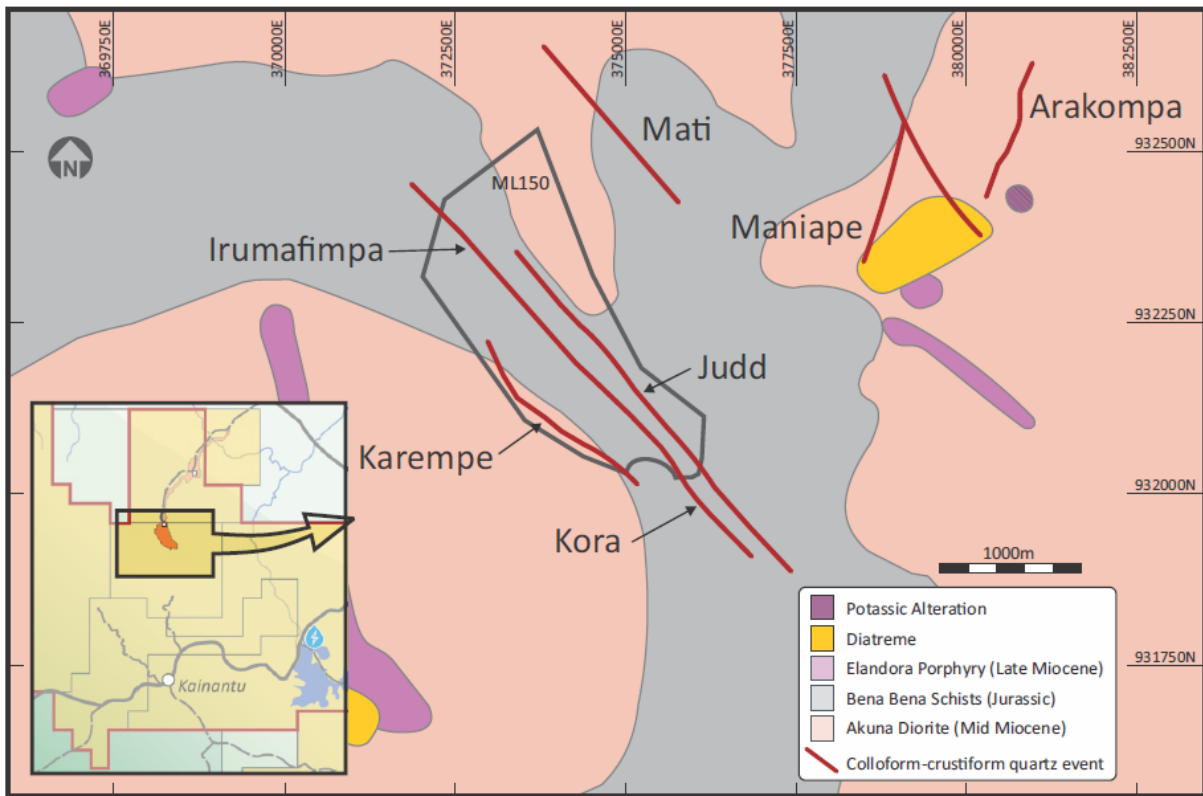 369750E
370000E
372500E
375000E
377500E
380000E
382500E
N
Mati
Arakompa
932500N
ML150
Maniape
Irumafimpa
932250N
Judd
Karempe
932000N
Kora
1000m
Kainantu
Potassic Alteration
Diatreme
Elandora Porphyry (Late Miocene)
Bena Bena Schists (Jurassic)
Akuna Diorite (Mid Miocene)
Colloform-crustiform quartz event
931750N